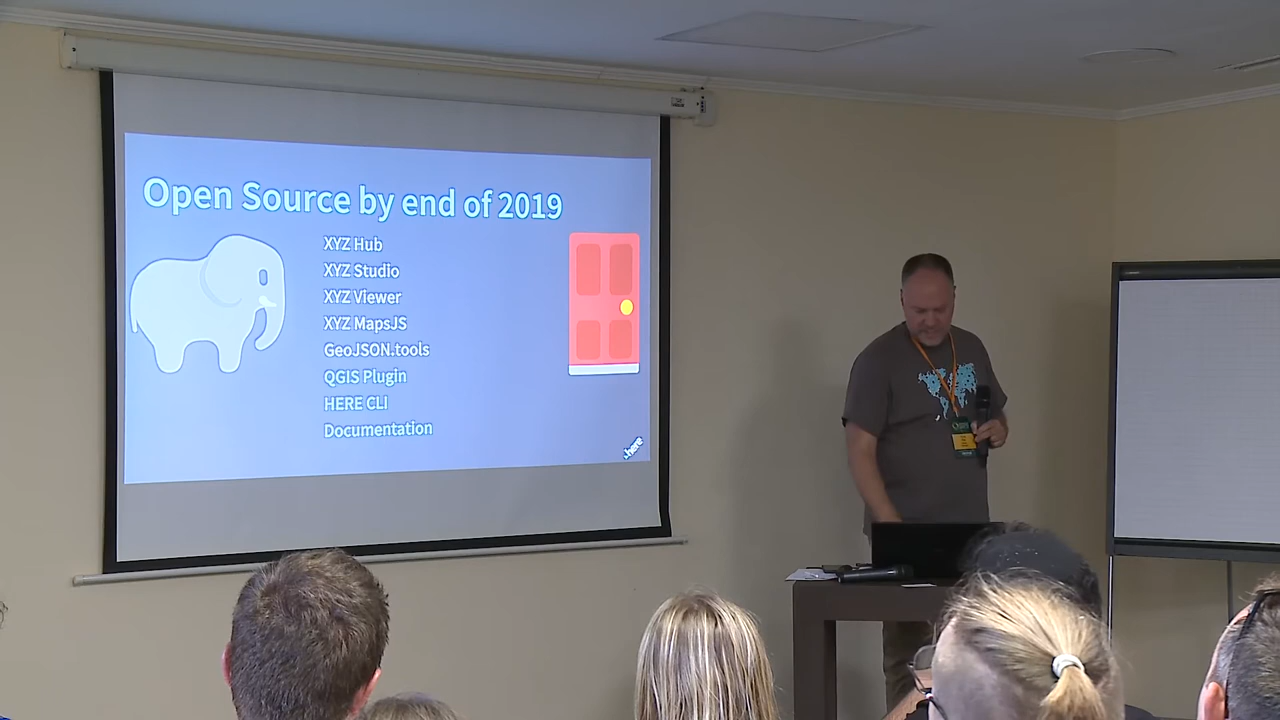 Open Source by end of 2019
XYZ Hub
XYZ Studio
XYZ Viewer
XYZ MapsJS
GeoJSON.tools
QGIS Plugin
HERE CLI
Documentation
here